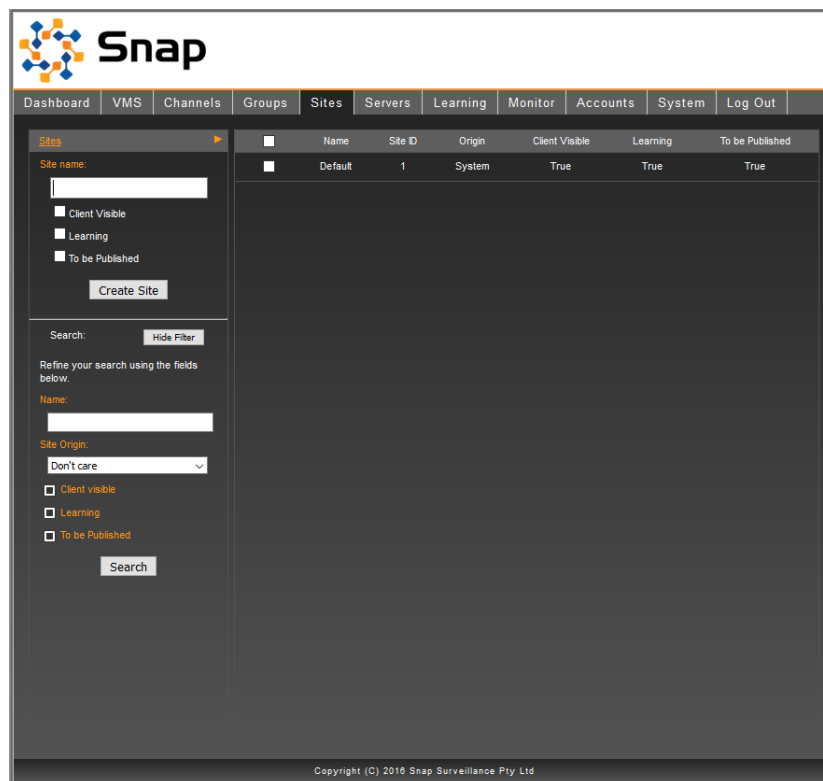 Snap
Dashboard VMS Channels Groups Sites Servers Learning Monitor Accounts System Log Out
Sites
Site name:
Client Visible
Learning
To be Published
Create Site
Search: Hide Filter
Refine your search using the fields
below.
Name:
Site Origin:
Don't care
Client visible
Learning
To be Published
Search
Name Site ID Origin Client Visible Learning To be Published
Default 1 System True True True
Copyright (C) 2016 Snap Surveillance Pty Ltd